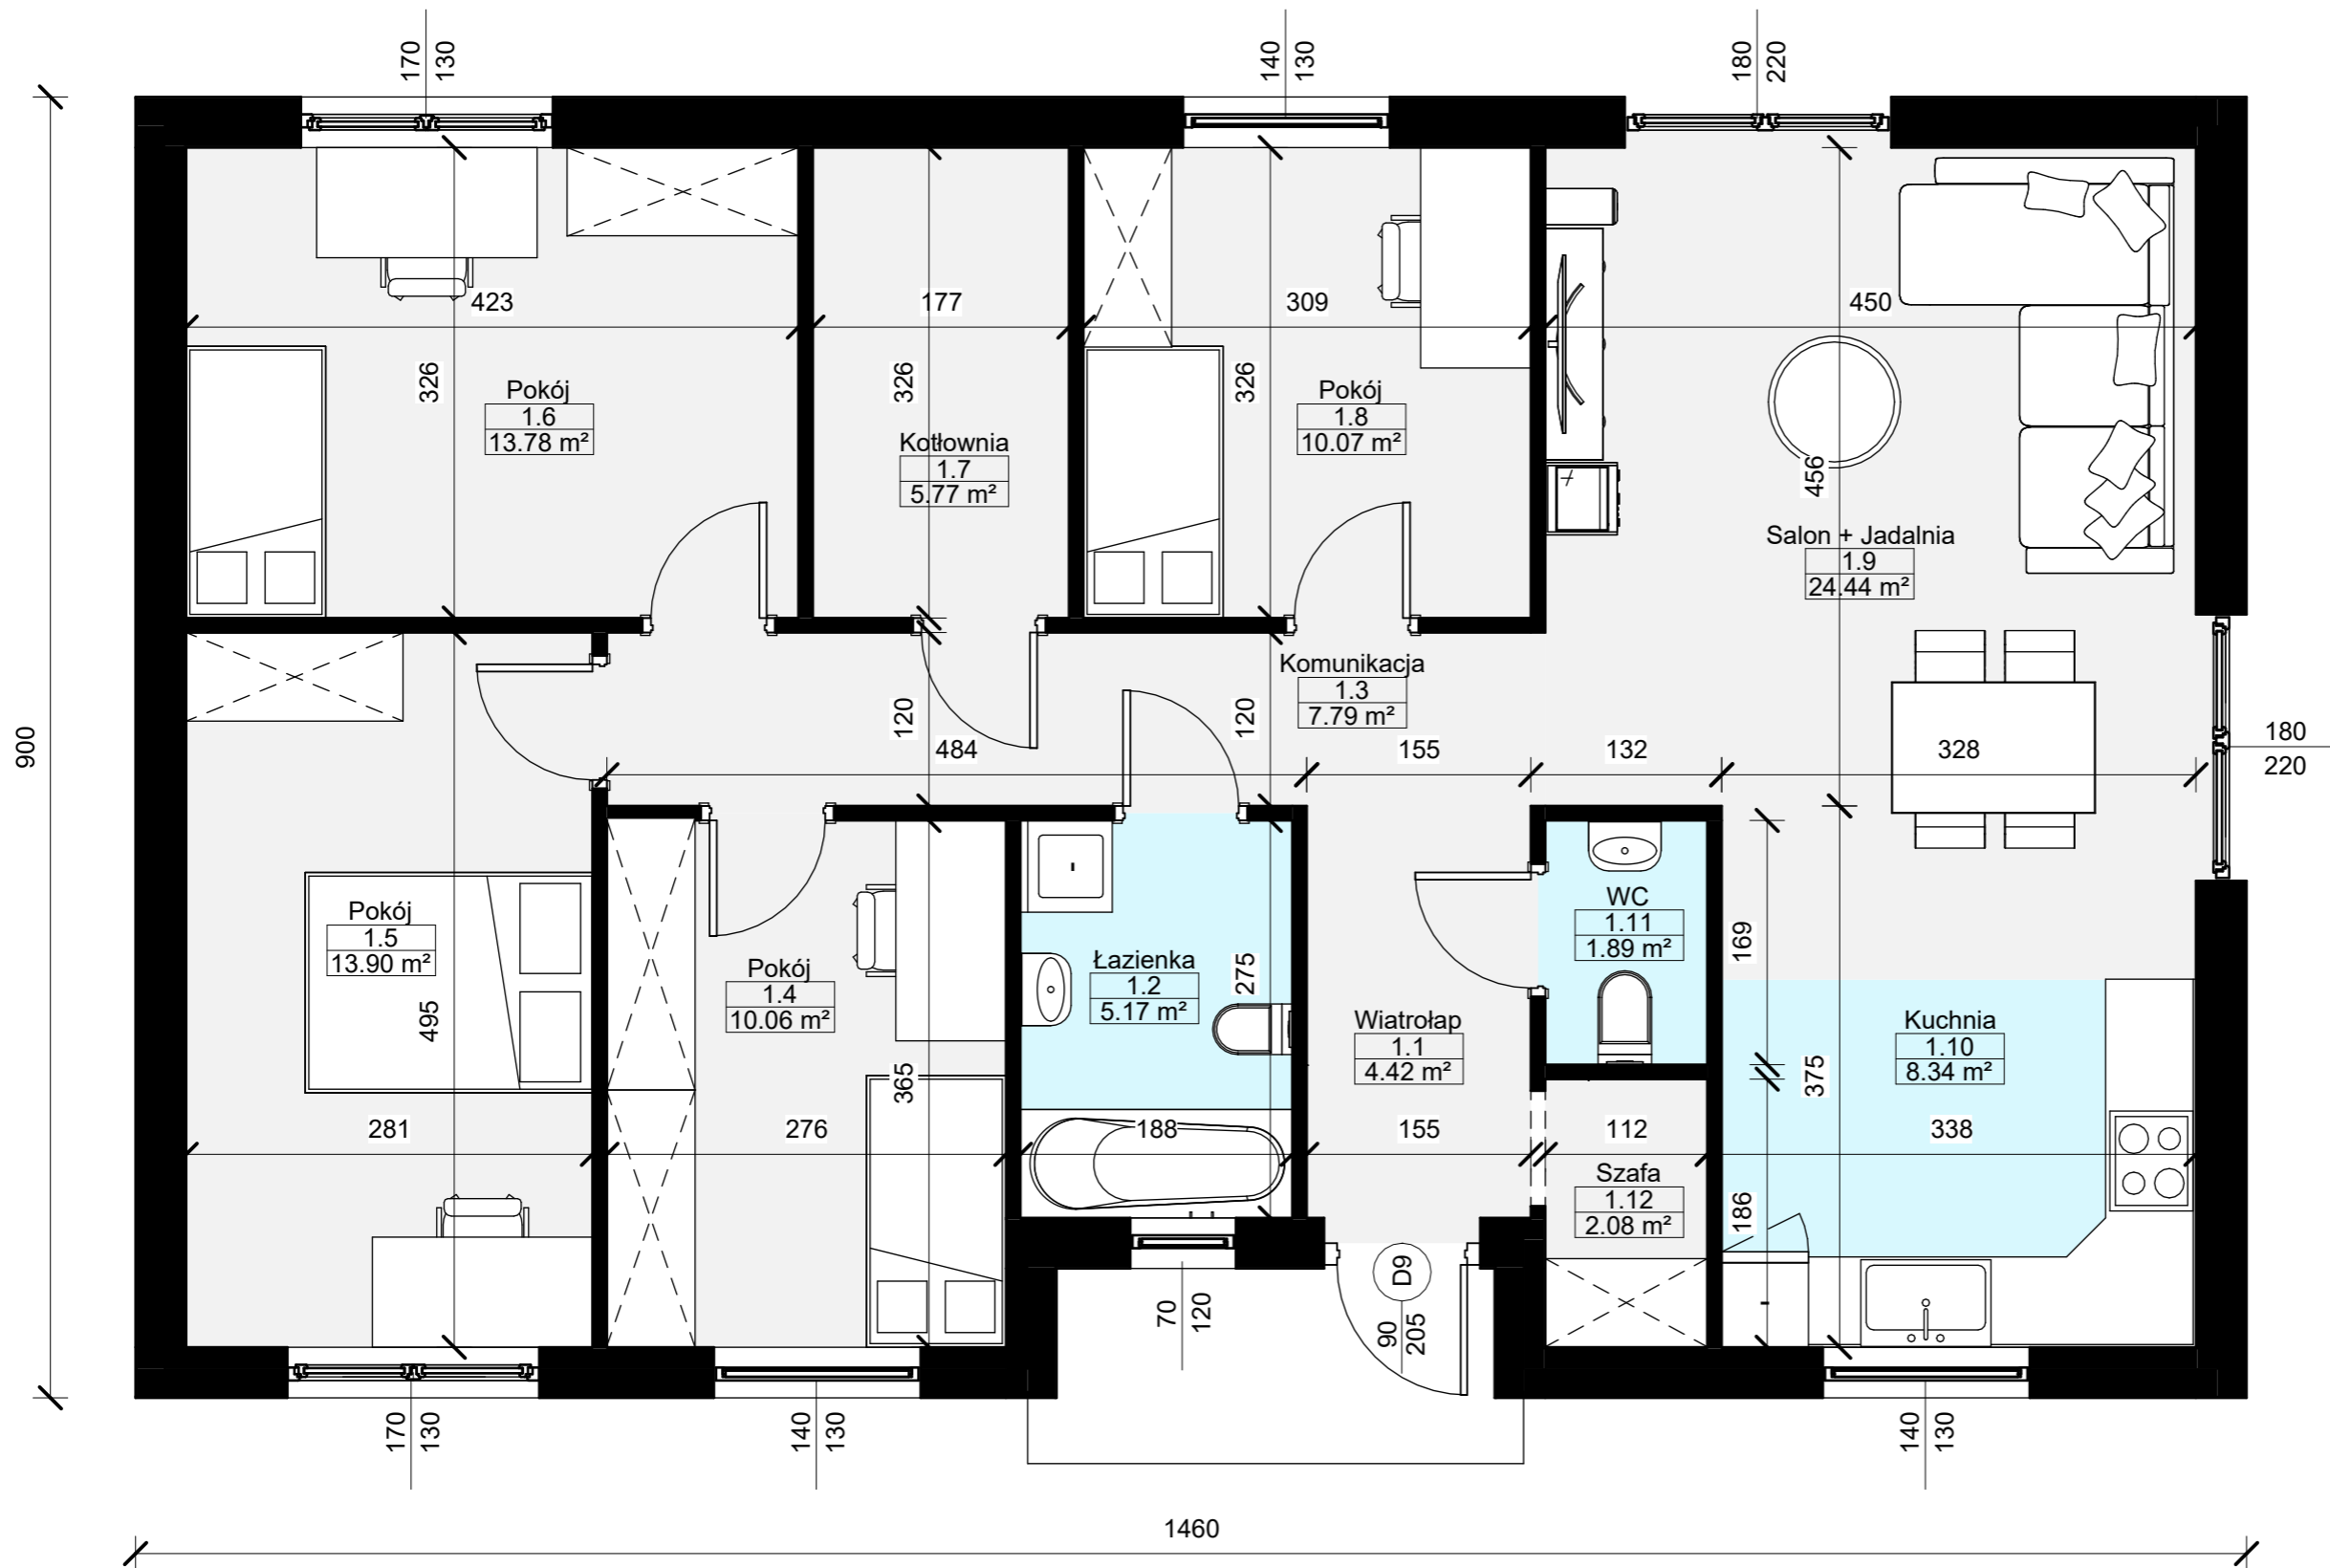 170
130
140
130
180
220
423
177
309
450
326
326
326
456
Pokój
1.6
13.78 m²
Kotłownia
1.7
5.77 m²
Pokój
1.8
10.07 m²
Salon + Jadalnia
1.9
24.44 m²
Komunikacja
1.3
7.79 m²
120
120
484
155
132
328
900
180
220
Pokój
1.5
13.90 m²
495
Pokój
1.4
10.06 m²
365
Łazienka
1.2
5.17 m²
275
Wiatrołap
1.1
4.42 m²
WC
1.11
1.89 m²
169
Kuchnia
1.10
8.34 m²
375
281
276
188
155
112
338
Szafa
1.12
2.08 m²
186
D9
90
205
70
120
170
130
140
130
140
130
1460